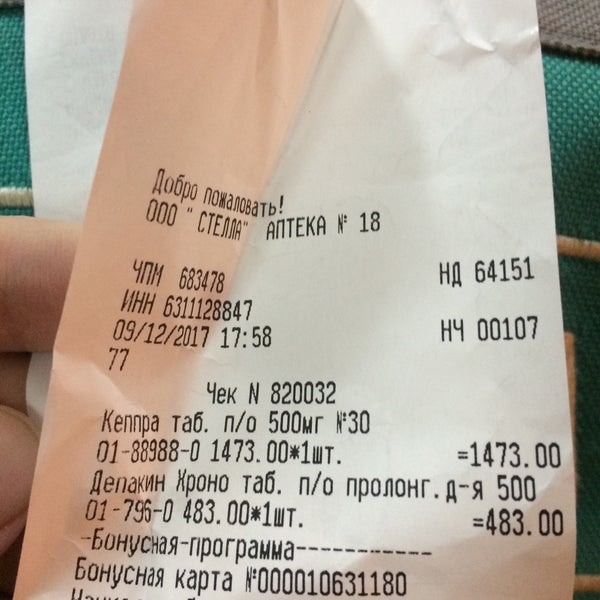 Добро пожаловать!
ООО " СТЕЛЛА" АПТЕКА № 18
ЧПМ 683478 НД 64151
ИНН 6311128847
09/12/2017 17:58 НЧ 00107
77
Чек N 820032
Кеппра таб. п/о 500мг №30
01-88988-0 1473.00*1шт. =1473.00
Депакин Хроно таб. п/о пролонг.д-я 500
01-796-0 483.00*1шт. =483.00
-Бонусная-программа-----------
Бонусная карта №000010631180